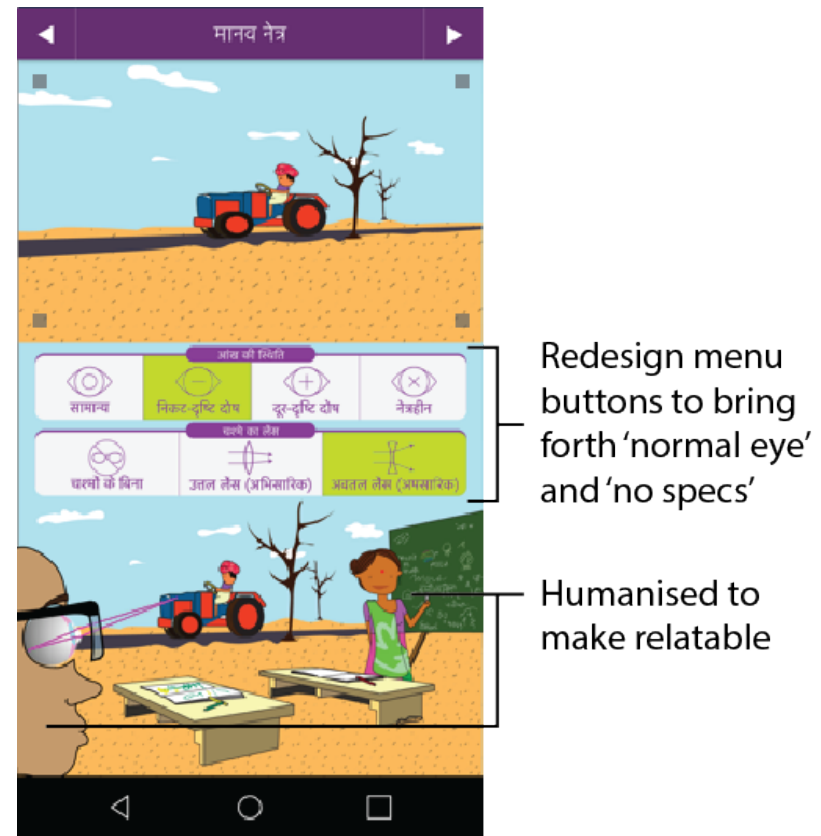 मानव नेत्र
आंख की स्थिति
सामान्य
निकट-दृष्टि दोष
दूर-दृष्टि दोष
नेत्रहीन
चश्मे का लेंस
चश्मों के बिना
उत्तल लेंस (अभिसारिक)
अवतल लेंस (अपसारिक)
Redesign menu
buttons to bring
forth ‘normal eye’
and ‘no specs’
Humanised to
make relatable